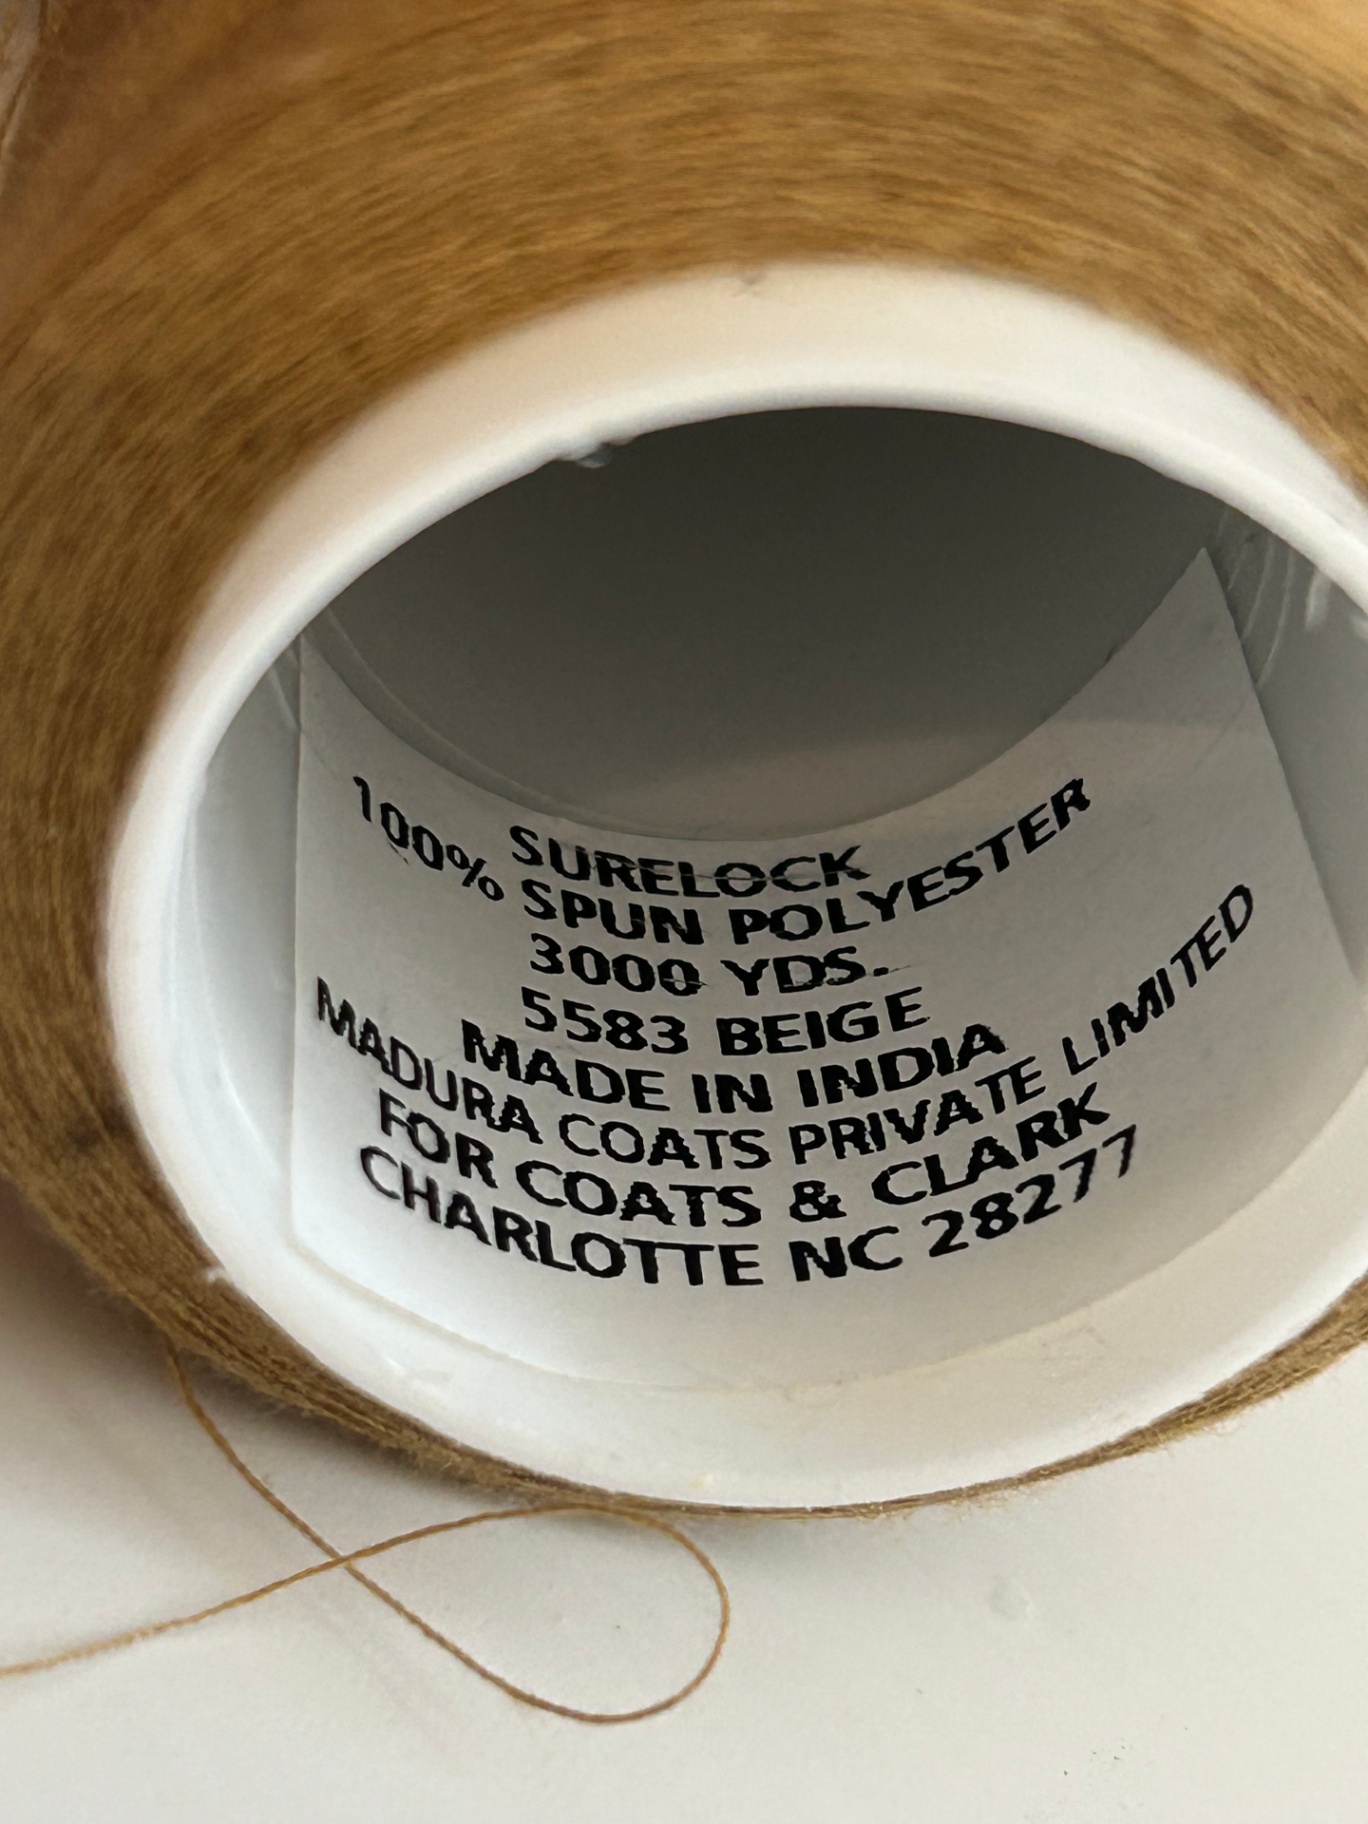 SURELOCK
100% SPUN POLYESTER
3000 YDS.
5583 BEIGE
MADE IN INDIA
MADURA COATS PRIVATE LIMITED
FOR COATS & CLARK
CHARLOTTE NC 28277